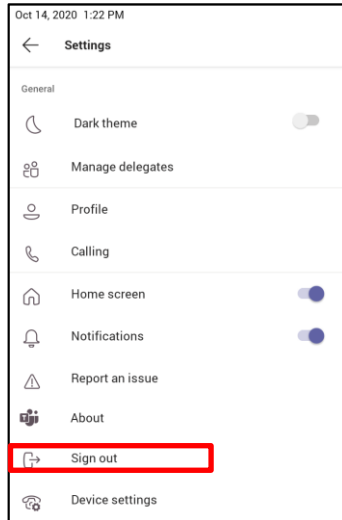 Oct 14, 2020 1:22 PM
Settings
General
Dark theme
Manage delegates
Profile
Calling
Home screen
Notifications
Report an issue
About
Sign out
Device settings